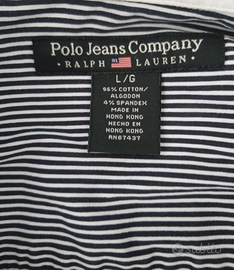 Polo Jeans Company
• RALPH LAUREN •
L/G
96% COTTON/
ALGODON
4% SPANDEX
MADE IN
HONG KONG
HECHO EN
HONG KONG
RN67437
subito